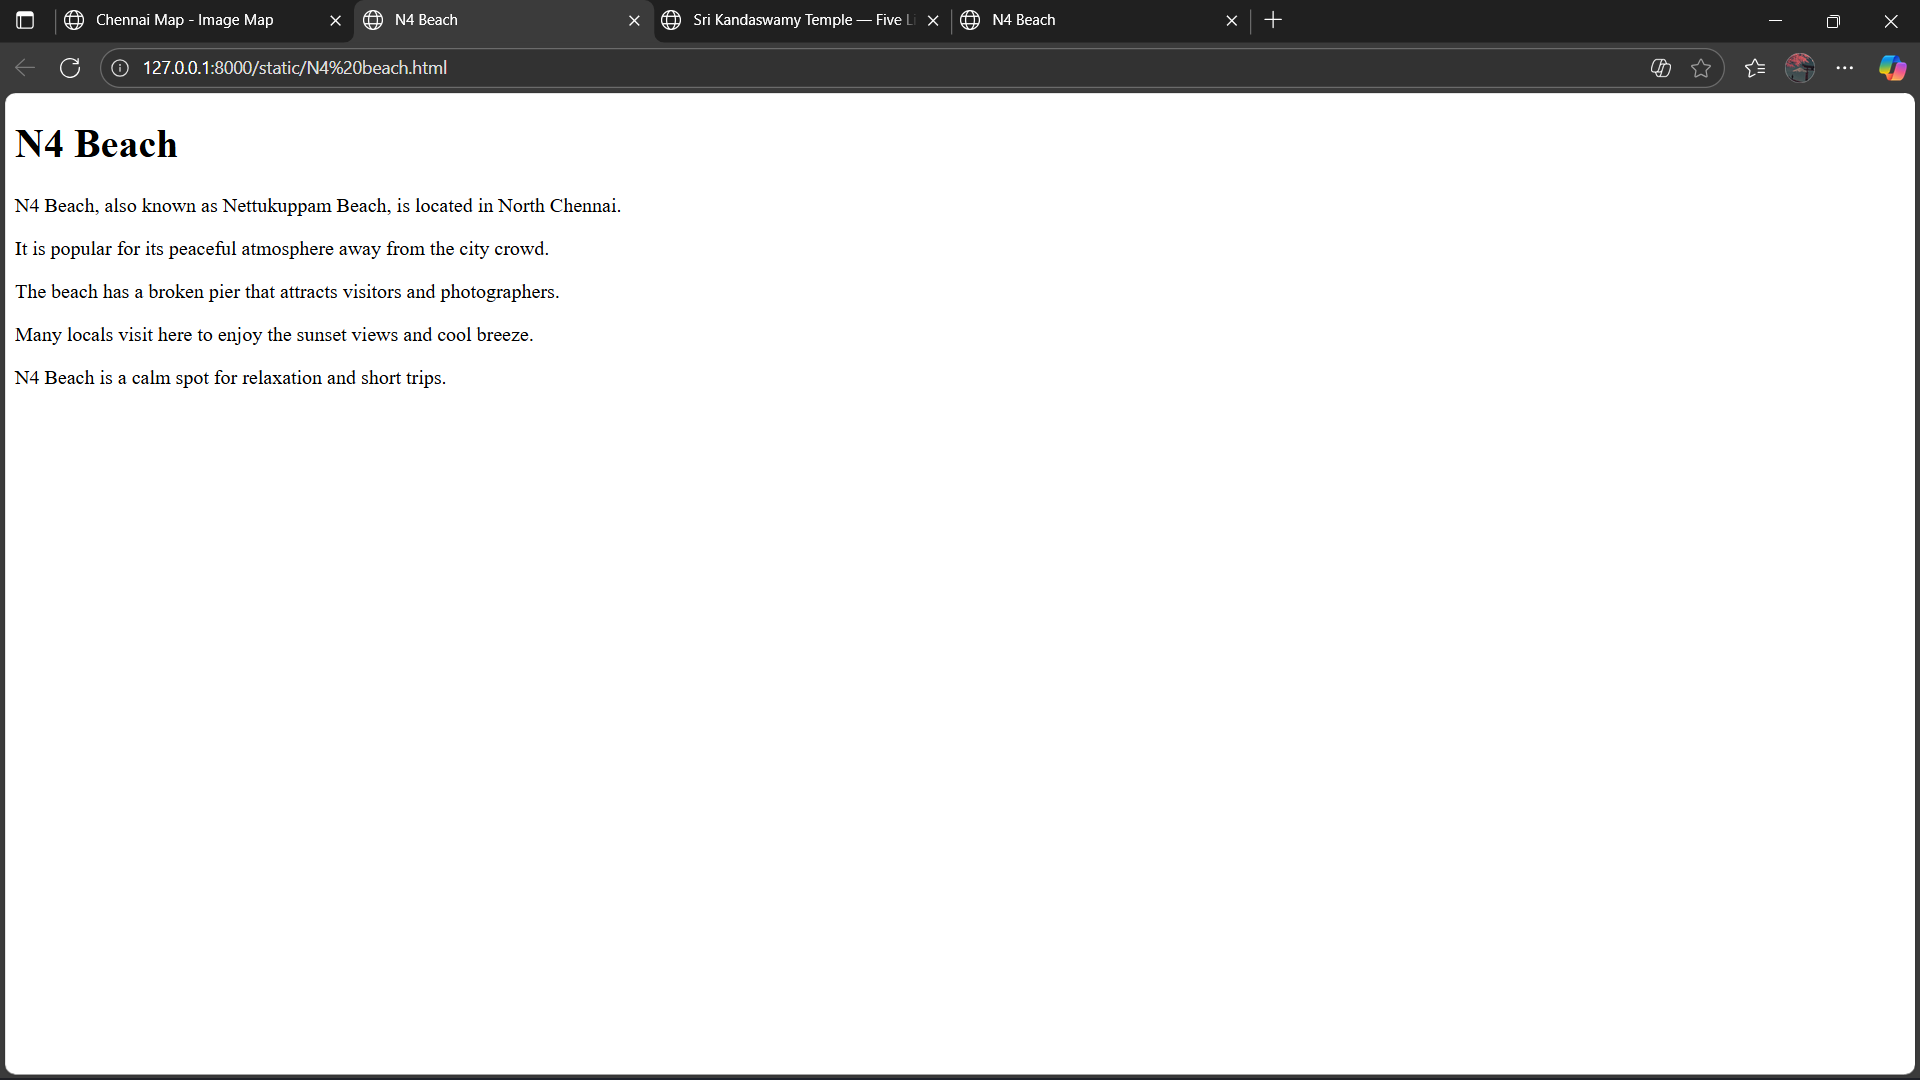 Chennai Map - Image Map
N4 Beach
Sri Kandaswamy Temple — Five Li
N4 Beach
127.0.0.1:8000/static/N4%20beach.html
N4 Beach
N4 Beach, also known as Nettukuppam Beach, is located in North Chennai.
It is popular for its peaceful atmosphere away from the city crowd.
The beach has a broken pier that attracts visitors and photographers.
Many locals visit here to enjoy the sunset views and cool breeze.
N4 Beach is a calm spot for relaxation and short trips.